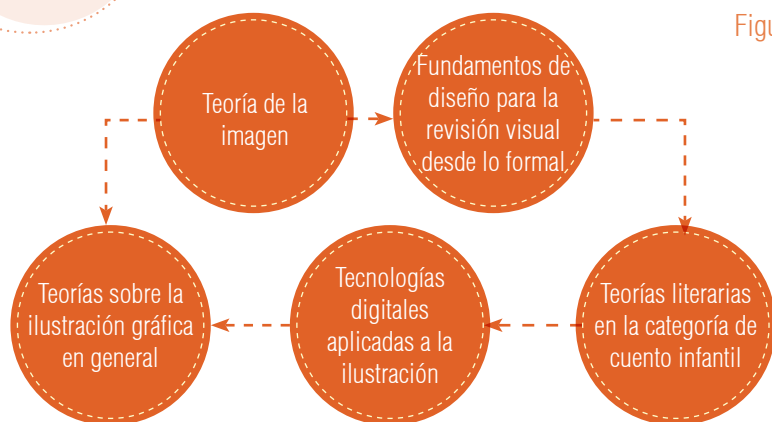 Figu
Teoría de la
imagen
Fundamentos de
diseño para la
revisión visual
desde lo formal
Teorías sobre la
ilustración gráfica
en general
Tecnologías
digitales
aplicadas a la
ilustración
Teorías literarias
en la categoría de
cuento infantil